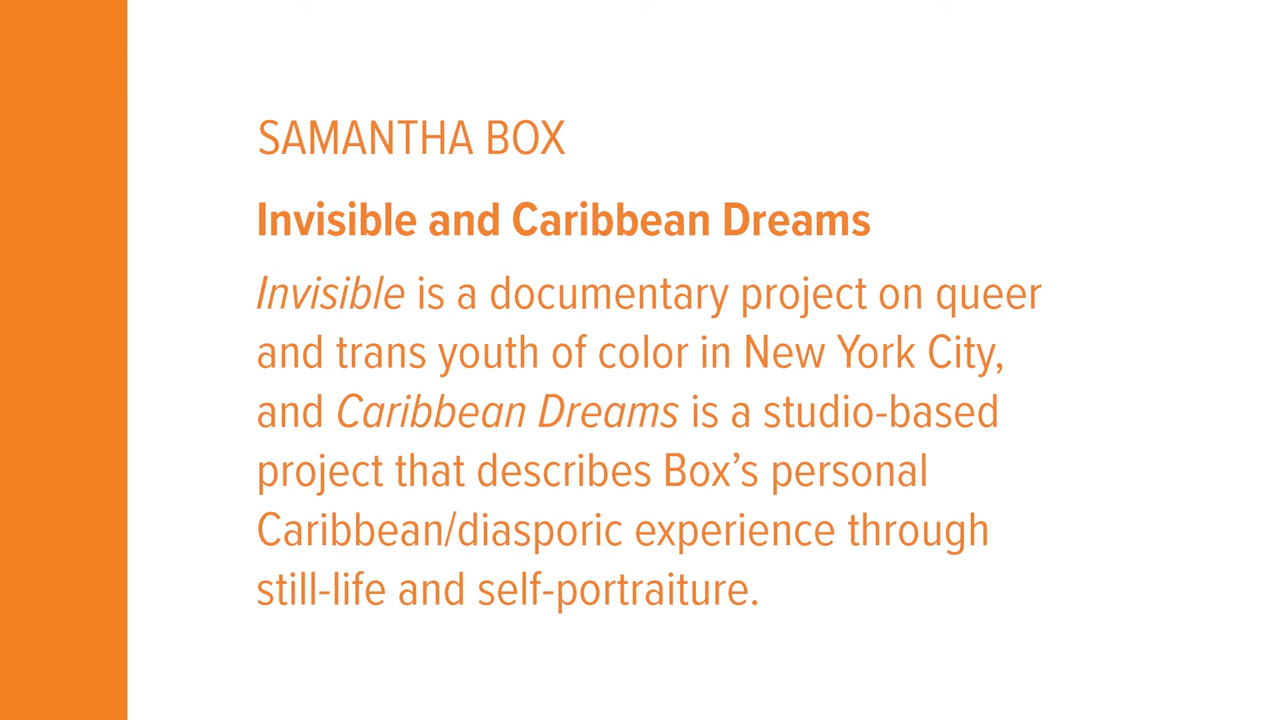 SAMANTHA BOX
Invisible and Caribbean Dreams
Invisible is a documentary project on queer
and trans youth of color in New York City,
and Caribbean Dreams is a studio-based
project that describes Box’s personal
Caribbean/diasporic experience through
still-life and self-portraiture.